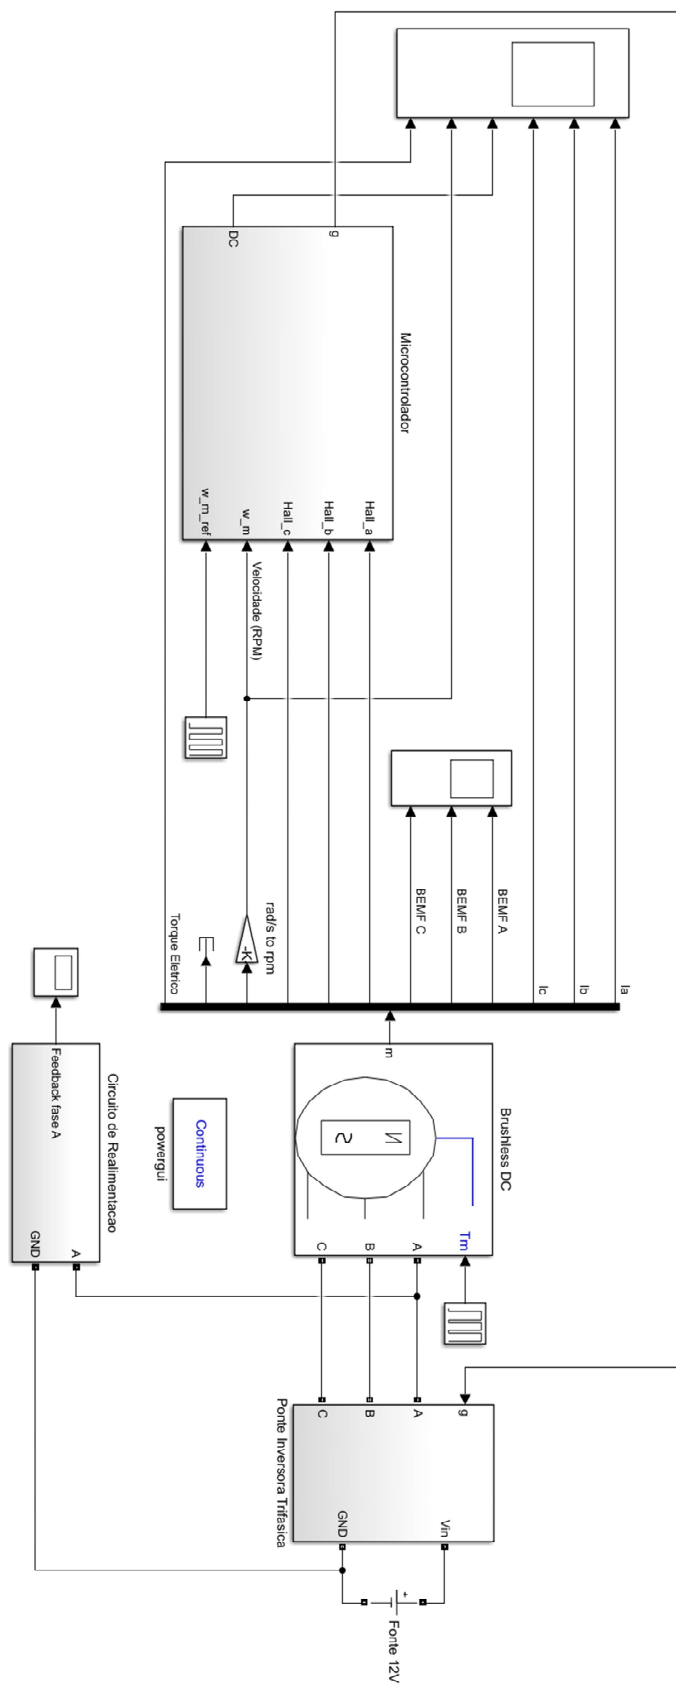 Ia
Ib
Ic
BEMF A
BEMF B
BEMF C
Microcontrolador
g
DC
Hall_a
Hall_b
Hall_c
w_m
w_m_ref
Velocidade (RPM)
rad/s to rpm
-K
Torque Eletrico
Brushless DC
Tm
m
N
S
A
B
C
Ponte Inversora Trifasica
g
A
B
C
Vin
GND
+
Fonte 12V
Continuous
powergui
Circuito de Realimentacao
Feedback fase A
A
GND